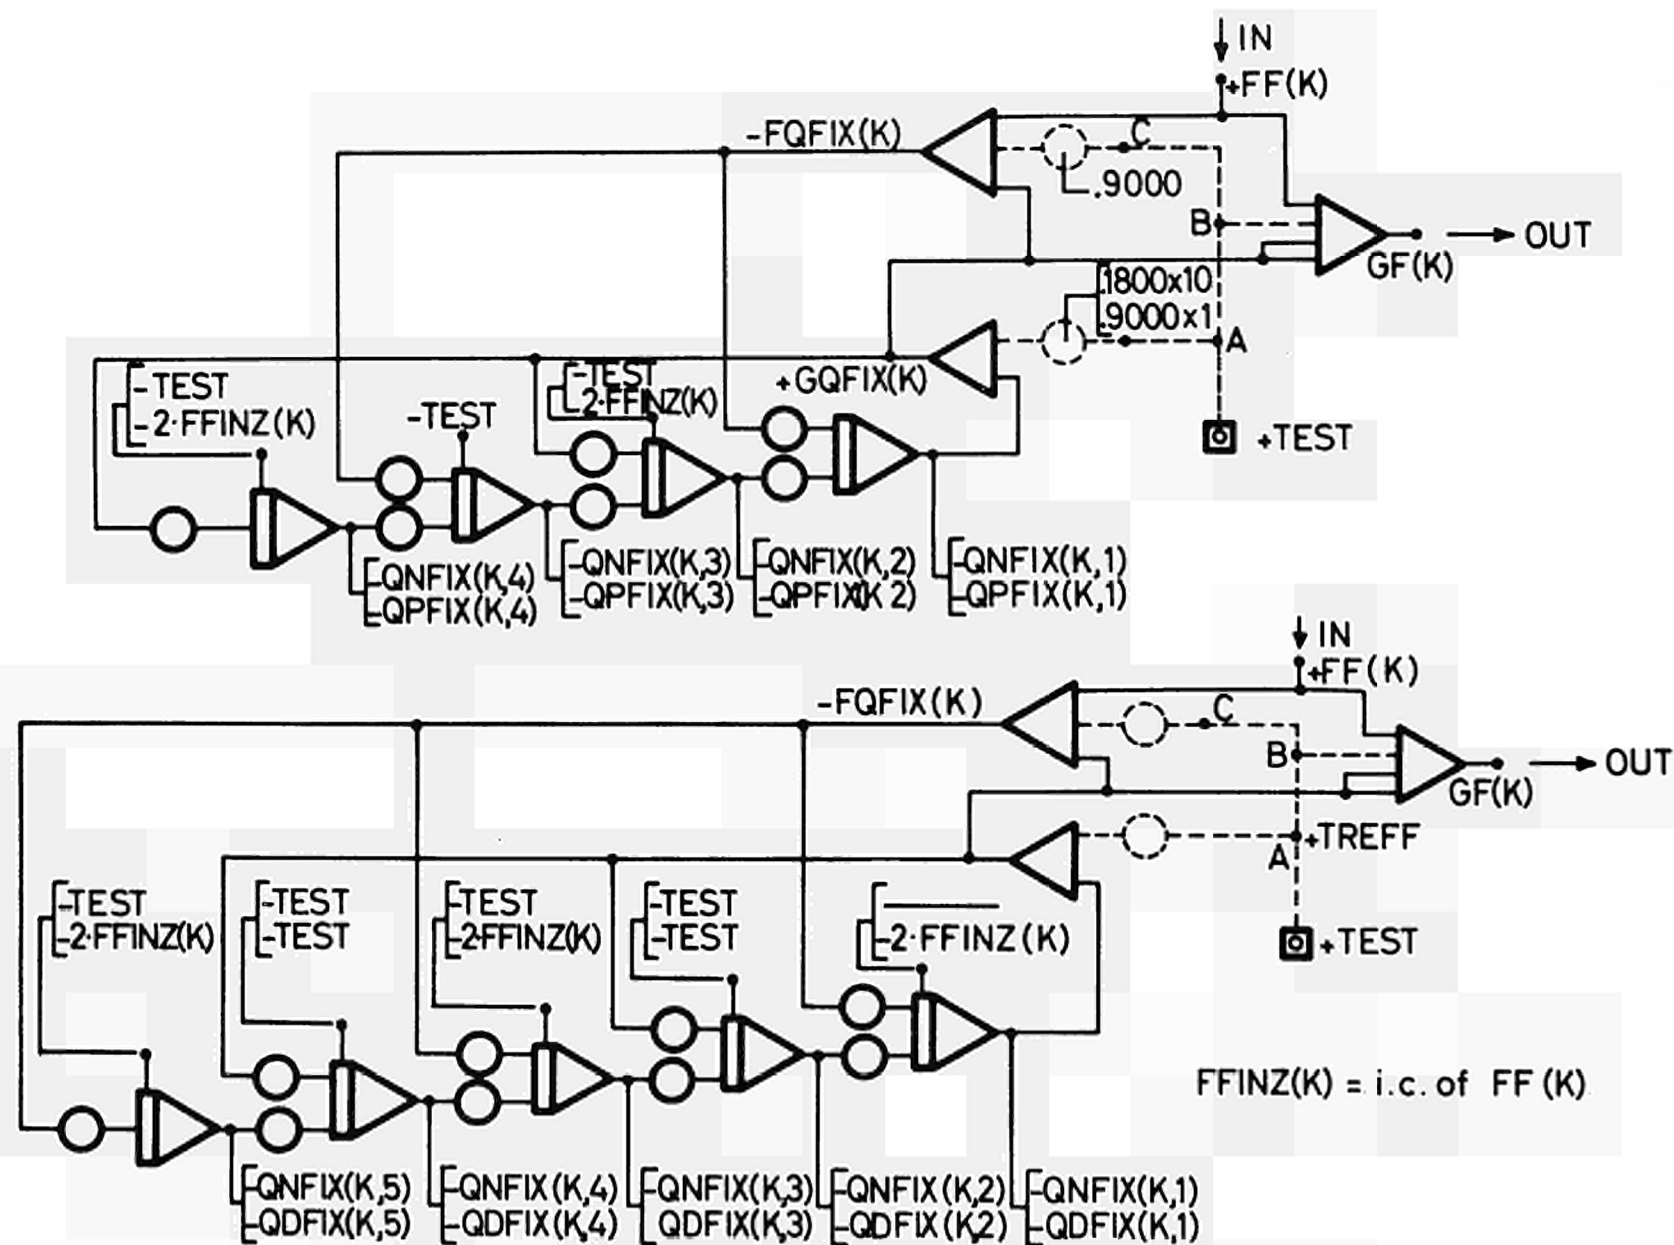 IN
+FF(K)
-FQFIX(K)
C
.9000
B
OUT
GF(K)
.1800x10
.9000x1
A
-TEST
-2·FFINZ(K)
-TEST
-TEST
2·FFINZ(K)
+GQFIX(K)
+TEST
-QNFIX(K,4)
-QPFIX(K,4)
-QNFIX(K,3)
-QPFIX(K,3)
-QNFIX(K,2)
-QPFIX(K 2)
-QNFIX(K,1)
-QPFIX(K,1)
IN
+FF(K)
-FQFIX(K)
C
B
OUT
GF(K)
+TREFF
A
-TEST
-2·FFINZ(K)
-TEST
-TEST
-TEST
-2·FFINZ(K)
-TEST
-TEST
-2·FFINZ(K)
+TEST
FFINZ(K) = i.c. of FF(K)
-QNFIX(K,5)
-QDFIX(K,5)
-QNFIX(K,4)
-QDFIX(K,4)
-QNFIX(K,3)
QDFIX(K,3)
-QNFIX(K,2)
-QDFIX(K,2)
-QNFIX(K,1)
-QDFIX(K,1)